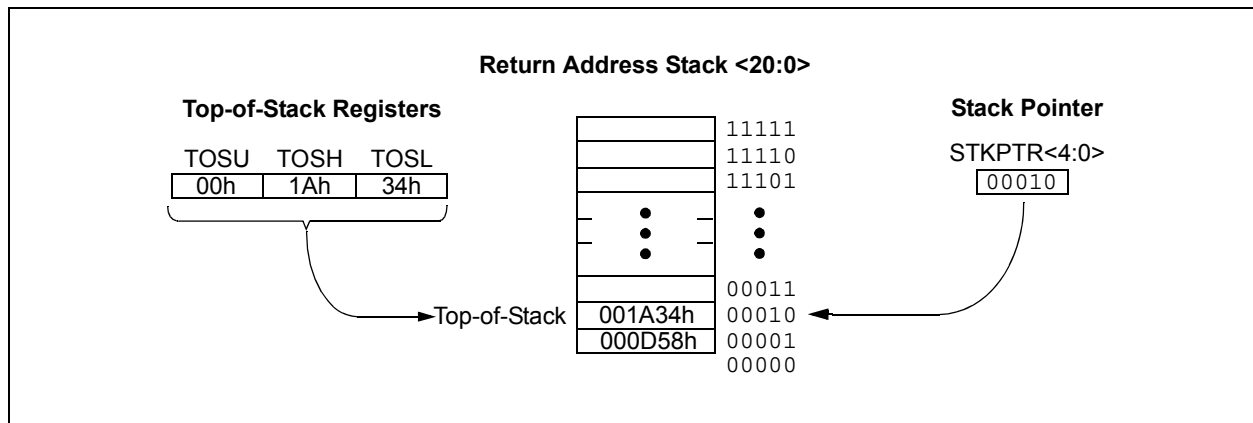 Return Address Stack <20:0>
Top-of-Stack Registers
Stack Pointer
TOSU TOSH TOSL
STKPTR<4:0>
00h 1Ah 34h
00010
11111
11110
11101
00011
Top-of-Stack 001A34h 00010
000D58h 00001
00000